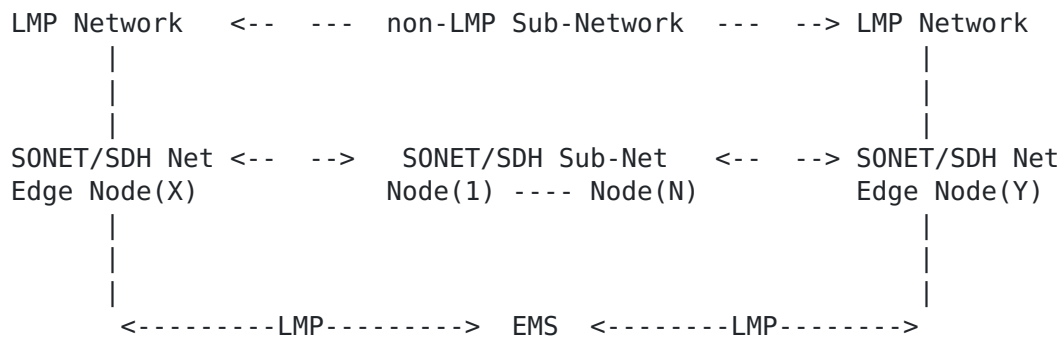 LMP Network   <--  ---  non-LMP Sub-Network  ---  --> LMP Network
      |                                                    |
      |                                                    |
      |                                                    |
SONET/SDH Net <--  -->   SONET/SDH Sub-Net   <--  --> SONET/SDH Net
Edge Node(X)            Node(1) ---- Node(N)          Edge Node(Y)
      |                                                    |
      |                                                    |
      |                                                    |
       <---------LMP--------->  EMS  <--------LMP-------->